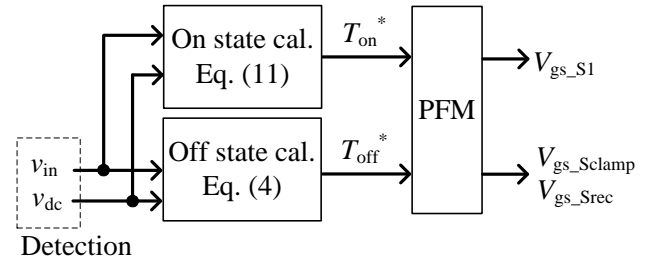 On state cal.
Eq. (11)
T_on^*
V_gs_S1
PFM
v_in
v_dc
Off state cal.
Eq. (4)
T_off^*
V_gs_Sclamp
V_gs_Srec
Detection